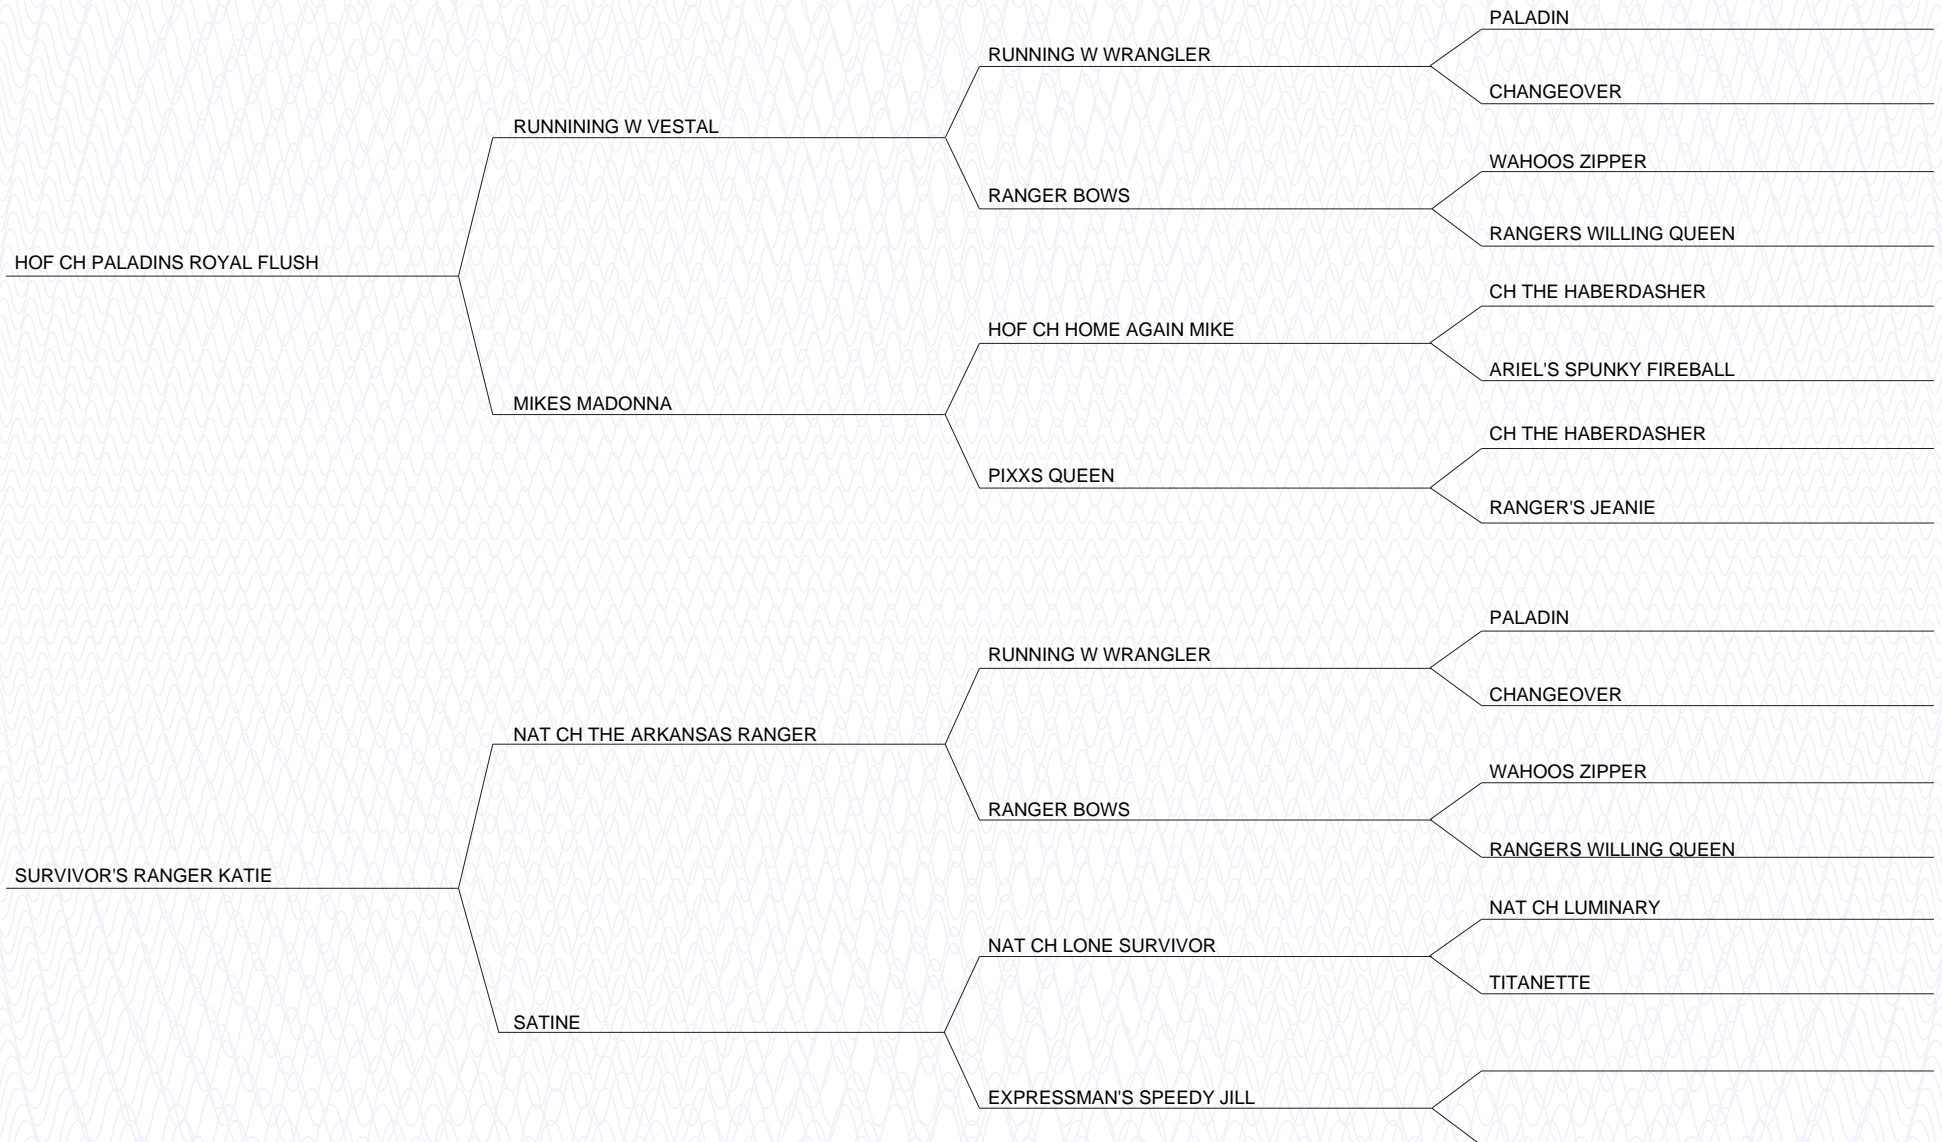 PALADIN
RUNNING W WRANGLER
CHANGEOVER
RUNNINING W VESTAL
WAHOOS ZIPPER
RANGER BOWS
RANGERS WILLING QUEEN
HOF CH PALADINS ROYAL FLUSH
CH THE HABERDASHER
HOF CH HOME AGAIN MIKE
ARIEL'S SPUNKY FIREBALL
MIKES MADONNA
CH THE HABERDASHER
PIXXS QUEEN
RANGER'S JEANIE
PALADIN
RUNNING W WRANGLER
CHANGEOVER
NAT CH THE ARKANSAS RANGER
WAHOOS ZIPPER
RANGER BOWS
RANGERS WILLING QUEEN
SURVIVOR'S RANGER KATIE
NAT CH LUMINARY
NAT CH LONE SURVIVOR
TITANETTE
SATINE
EXPRESSMAN'S SPEEDY JILL